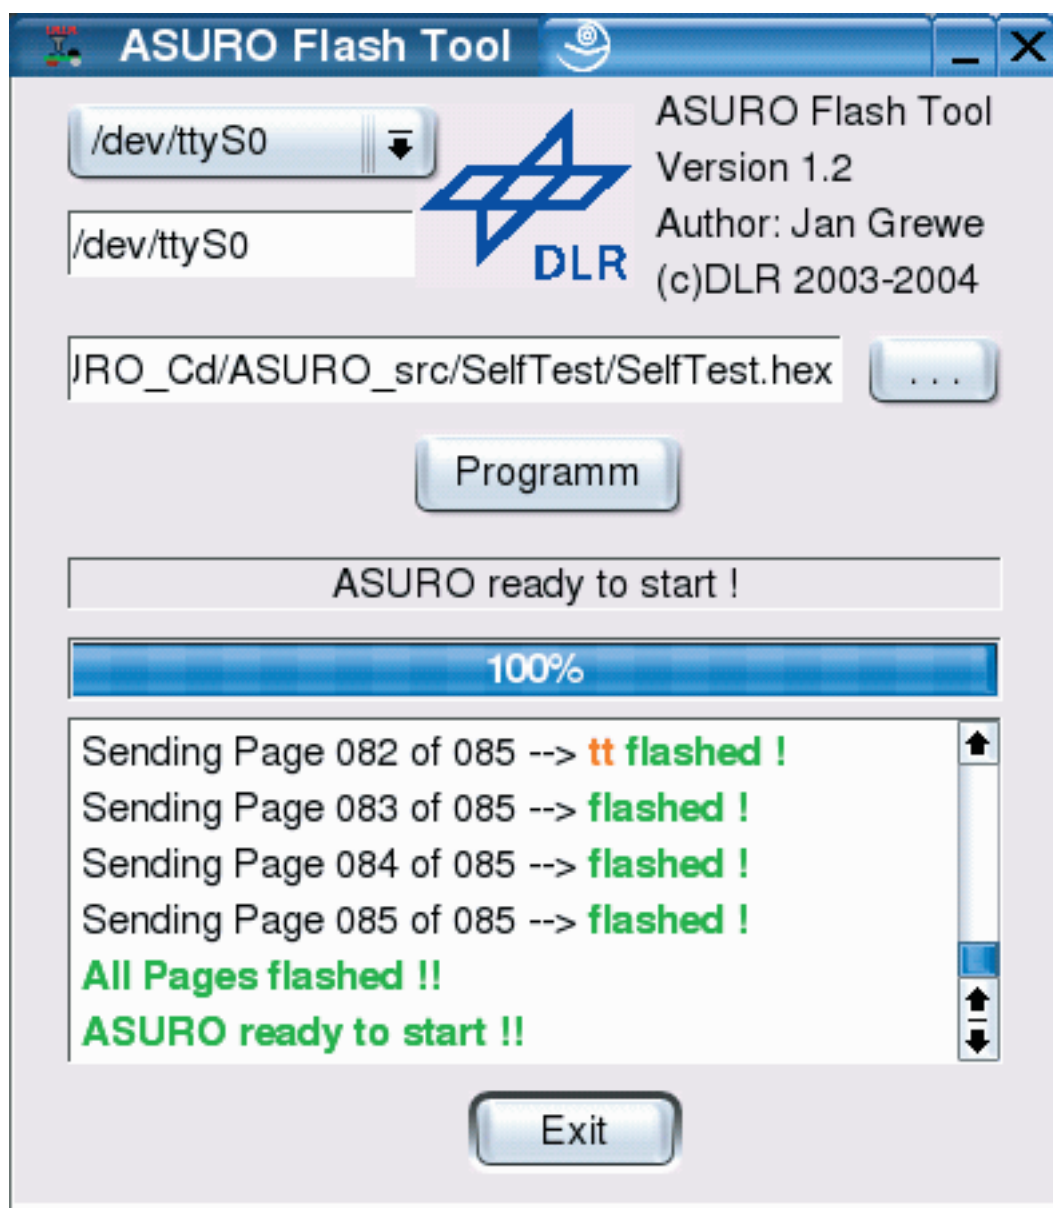 ASURO Flash Tool
/dev/ttyS0
/dev/ttyS0
DLR
ASURO Flash Tool
Version 1.2
Author: Jan Grewe
(c)DLR 2003-2004
JRO_Cd/ASURO_src/SelfTest/SelfTest.hex
...
Programm
ASURO ready to start !
100%
Sending Page 082 of 085 --> tt flashed !
Sending Page 083 of 085 --> flashed !
Sending Page 084 of 085 --> flashed !
Sending Page 085 of 085 --> flashed !
All Pages flashed !!
ASURO ready to start !!
Exit